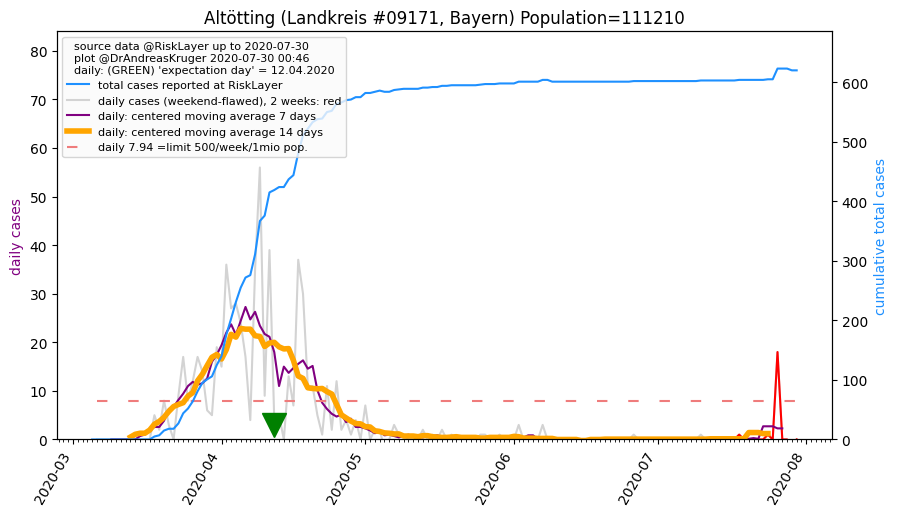 Altötting (Landkreis #09171, Bayern) Population=111210
source data @RiskLayer up to 2020-07-30
plot @DrAndreasKruger 2020-07-30 00:46
daily: (GREEN) 'expectation day' = 12.04.2020
total cases reported at RiskLayer
daily cases (weekend-flawed), 2 weeks: red
daily: centered moving average 7 days
daily: centered moving average 14 days
daily 7.94 =limit 500/week/1mio pop.
daily cases
80
70
60
50
40
30
20
10
0
cumulative total cases
600
500
400
300
200
100
0
2020-03
2020-04
2020-05
2020-06
2020-07
2020-08